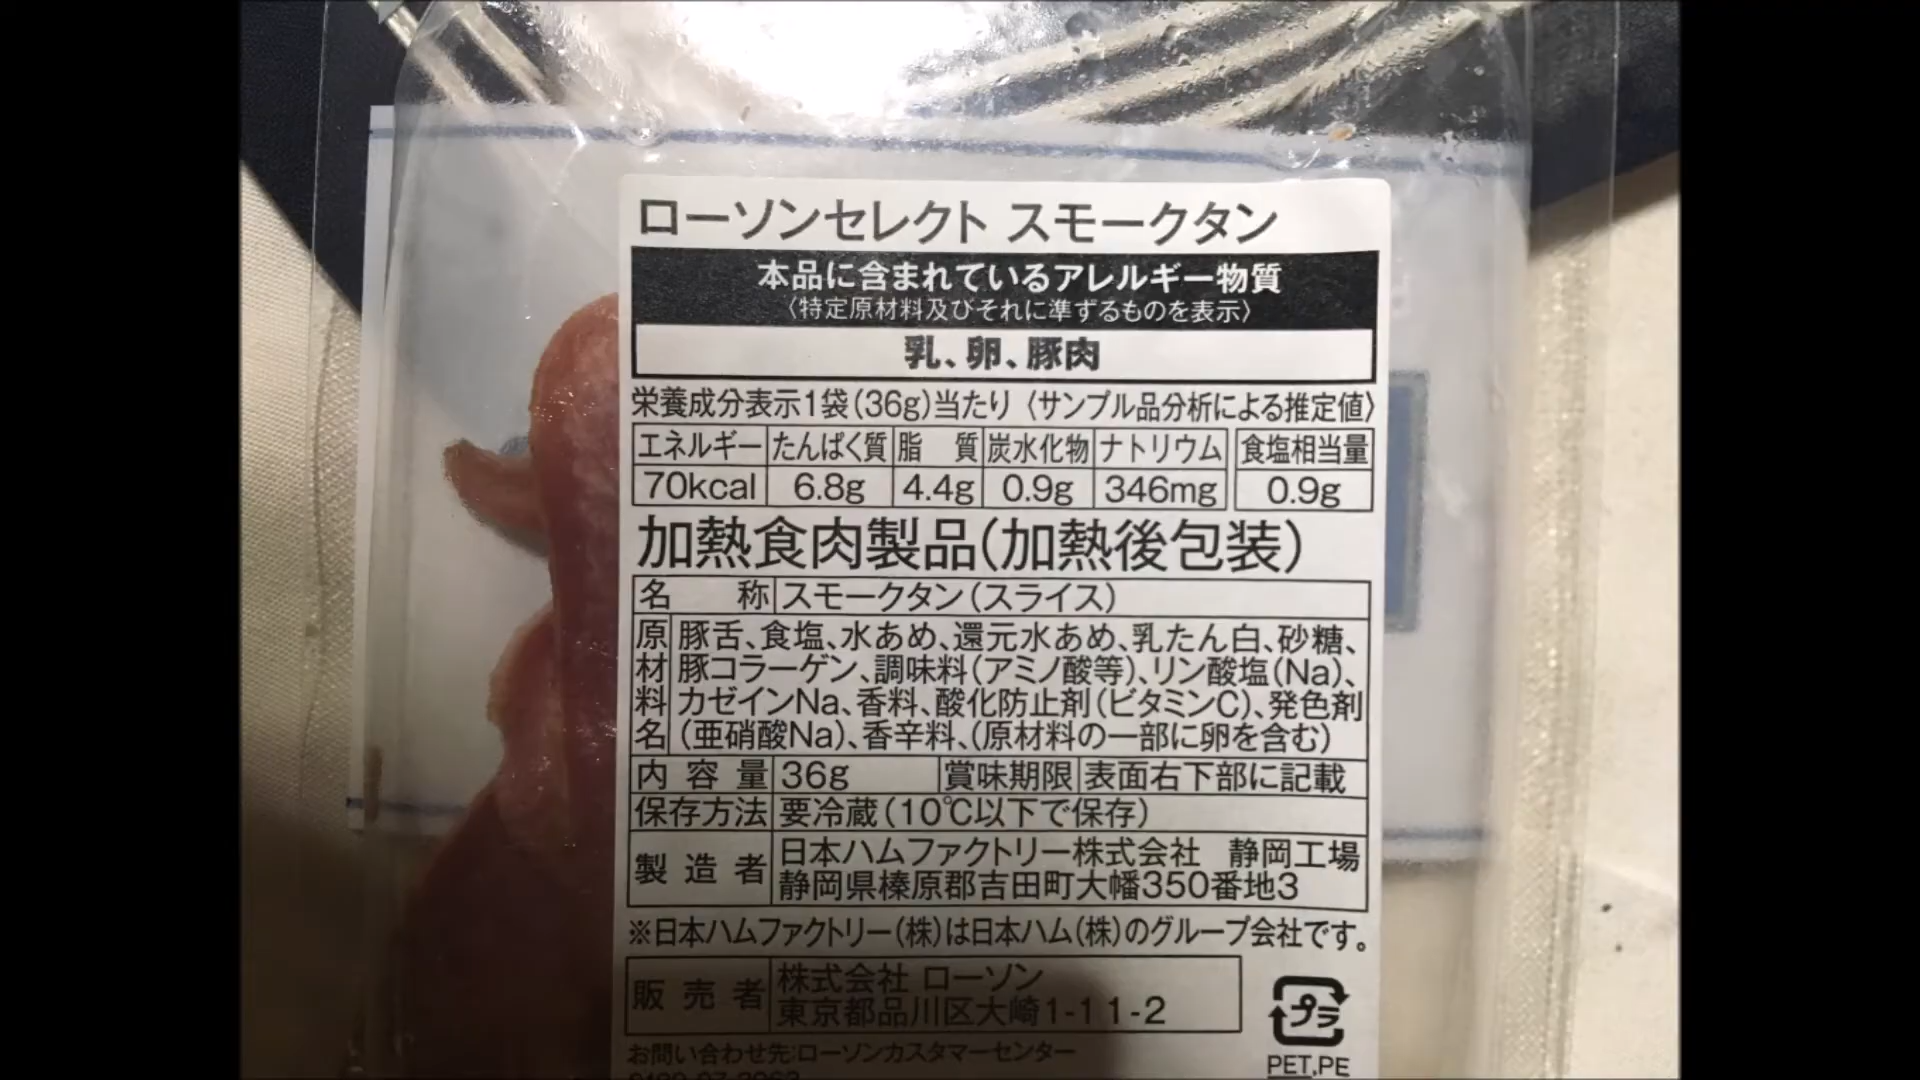 ローソンセレクト スモークタン
本品に含まれているアレルギー物質
〈特定原材料及びそれに準ずるものを表示〉
乳、卵、豚肉
栄養成分表示1袋(36g)当たり〈サンプル品分析による推定値〉
エネルギー たんぱく質 脂 質 炭水化物 ナトリウム 食塩相当量
70kcal 6.8g 4.4g 0.9g 346mg 0.9g
加熱食肉製品(加熱後包装)
名 称 スモークタン(スライス)
原材料名 豚舌、食塩、水あめ、還元水あめ、乳たん白、砂糖、
豚コラーゲン、調味料(アミノ酸等)、リン酸塩(Na)、
カゼインNa、香料、酸化防止剤(ビタミンC)、発色剤
(亜硝酸Na)、香辛料、(原材料の一部に卵を含む)
内容量 36g 賞味期限 表面右下部に記載
保存方法 要冷蔵(10℃以下で保存)
製造者 日本ハムファクトリー株式会社 静岡工場
静岡県榛原郡吉田町大幡350番地3
※日本ハムファクトリー(株)は日本ハム(株)のグループ会社です。
販売者 株式会社 ローソン
東京都品川区大崎1-11-2
プラ
お問い合わせ先:ローソンカスタマーセンター
PET,PE